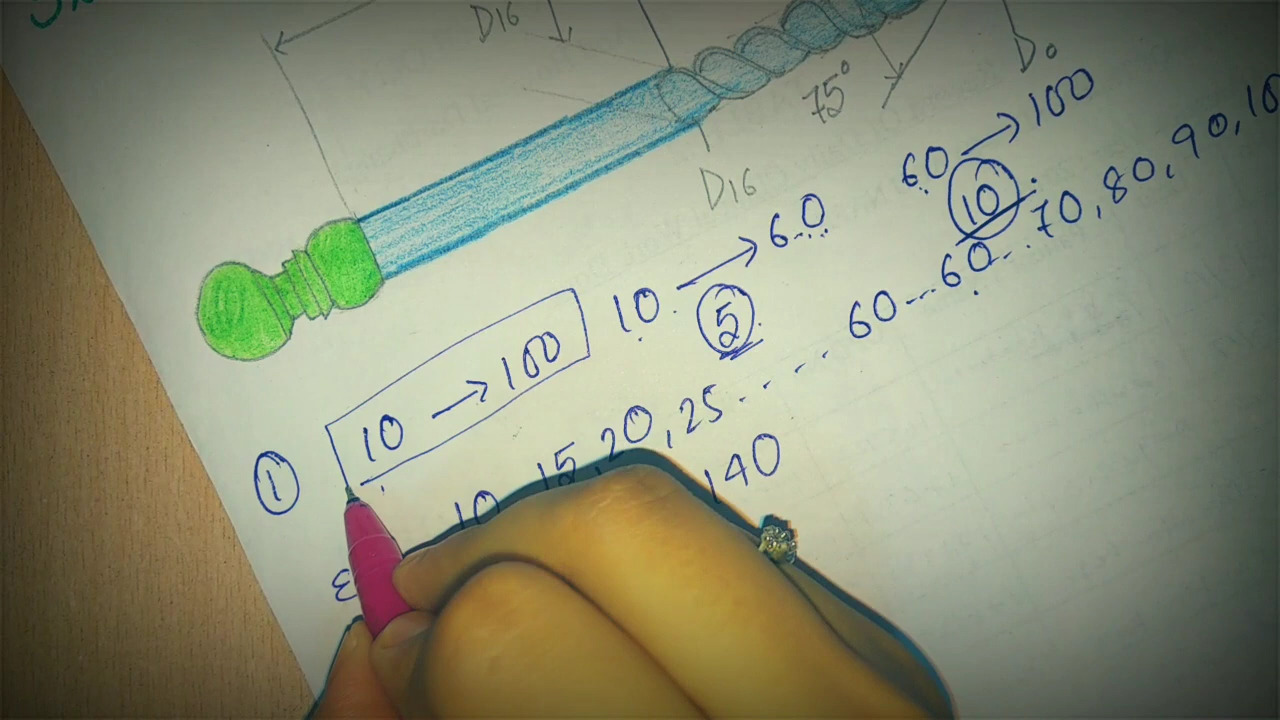 D16
D0
75°
D16
60 → 100
10
10 → 60
5
① 10 → 100
10 15, 20, 25 ..... 60 --- 60 ... 70, 80, 90, 10
140